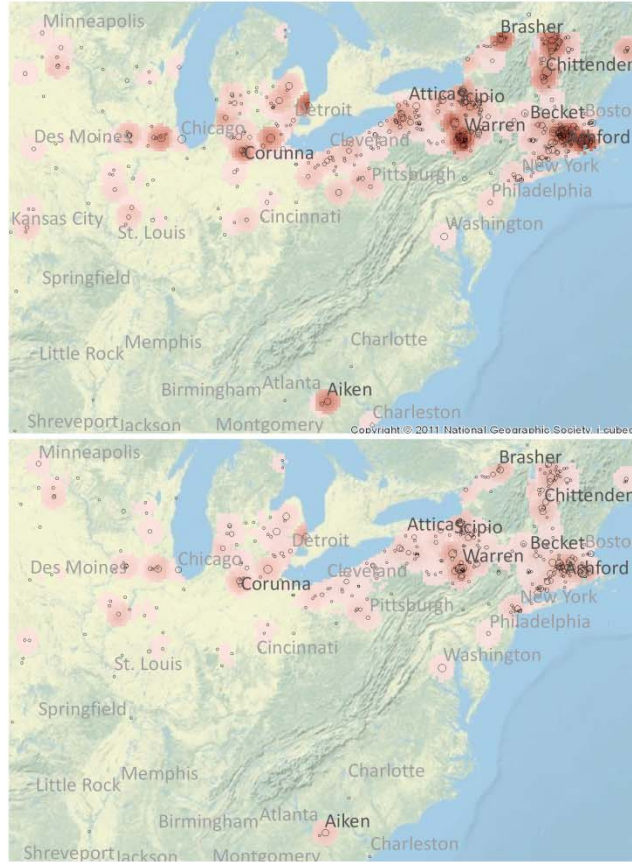 Minneapolis
Brasher
Chittender
Detroit
Attica Scipio
Becket Boston
Des Moines Chicago
Cleveland Warren Ashford
Corunna
New York
Pittsburgh
Philadelphia
Kansas City
Cincinnati
St. Louis
Washington
Springfield
Little Rock Memphis
Charlotte
Birmingham Atlanta Aiken
Shreveport Jackson Montgomery Charleston
Copyright:© 2011 National Geographic Society, i-cubed
Minneapolis
Brasher
Chittender
Attica Scipio
Detroit
Becket Boston
Des Moines Chicago
Cleveland Warren Ashford
Corunna
New York
Pittsburgh
Philadelphia
Cincinnati
St. Louis
Washington
Springfield
Little Rock Memphis
Charlotte
Birmingham Atlanta Aiken
Shreveport Jackson Montgomery Charleston